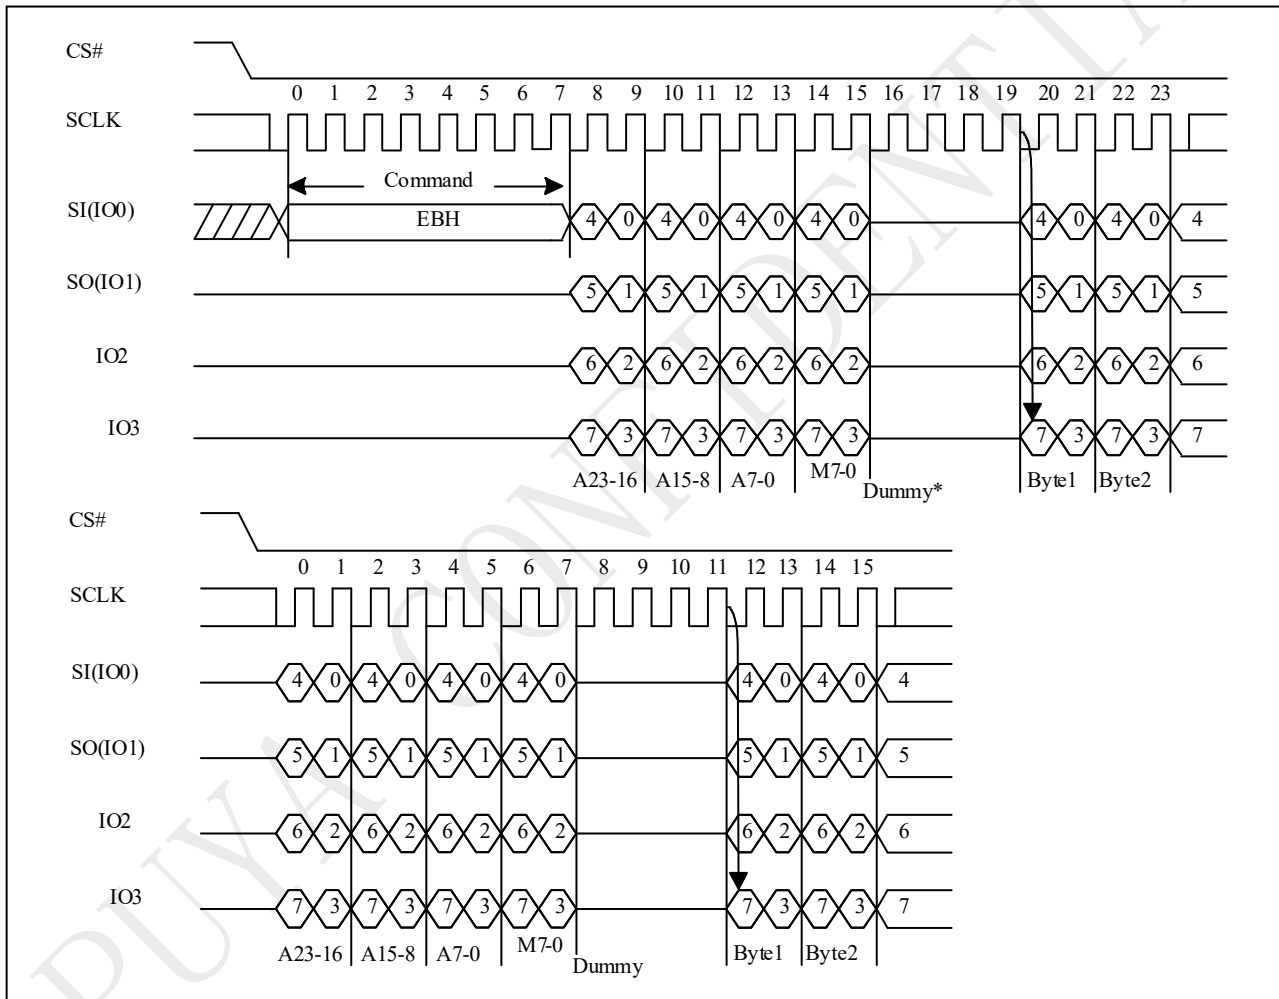 CS#
0 1 2 3 4 5 6 7 8 9 10 11 12 13 14 15 16 17 18 19 20 21 22 23
SCLK
Command
SI(IO0) EBH 4 0 4 0 4 0 4 0 4 0 4 0 4
SO(IO1) 5 1 5 1 5 1 5 1 5 1 5 1 5
IO2 6 2 6 2 6 2 6 2 6 2 6 2 6
IO3 7 3 7 3 7 3 7 3 7 3 7 3 7
A23-16 A15-8 A7-0 M7-0 Dummy* Byte1 Byte2
CS#
0 1 2 3 4 5 6 7 8 9 10 11 12 13 14 15
SCLK
SI(IO0) 4 0 4 0 4 0 4 0 4 0 4 0 4
SO(IO1) 5 1 5 1 5 1 5 1 5 1 5 1 5
IO2 6 2 6 2 6 2 6 2 6 2 6 2 6
IO3 7 3 7 3 7 3 7 3 7 3 7 3 7
A23-16 A15-8 A7-0 M7-0 Dummy Byte1 Byte2
PUYA CONFIDENTIA